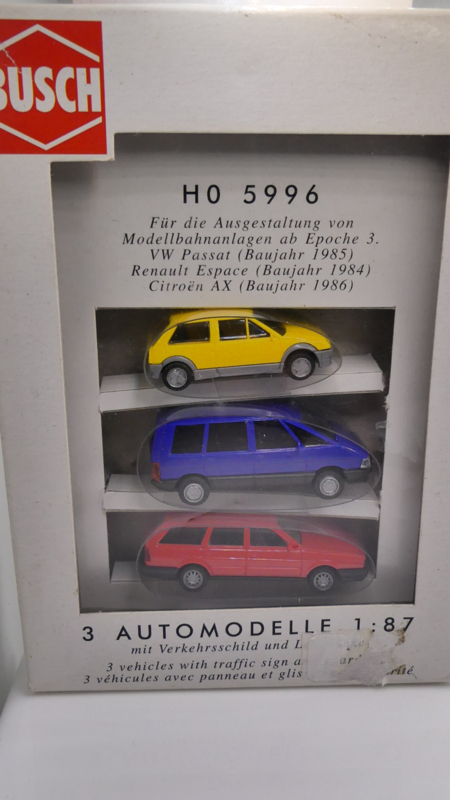 BUSCH
H0 5996
Für die Ausgestaltung von
Modellbahnanlagen ab Epoche 3.
VW Passat (Baujahr 1985)
Renault Espace (Baujahr 1984)
Citroën AX (Baujahr 1986)
3 AUTOMODELLE 1:87
mit Verkehrsschild und
3 vehicles with traffic sign
3 véhicules avec panneau et